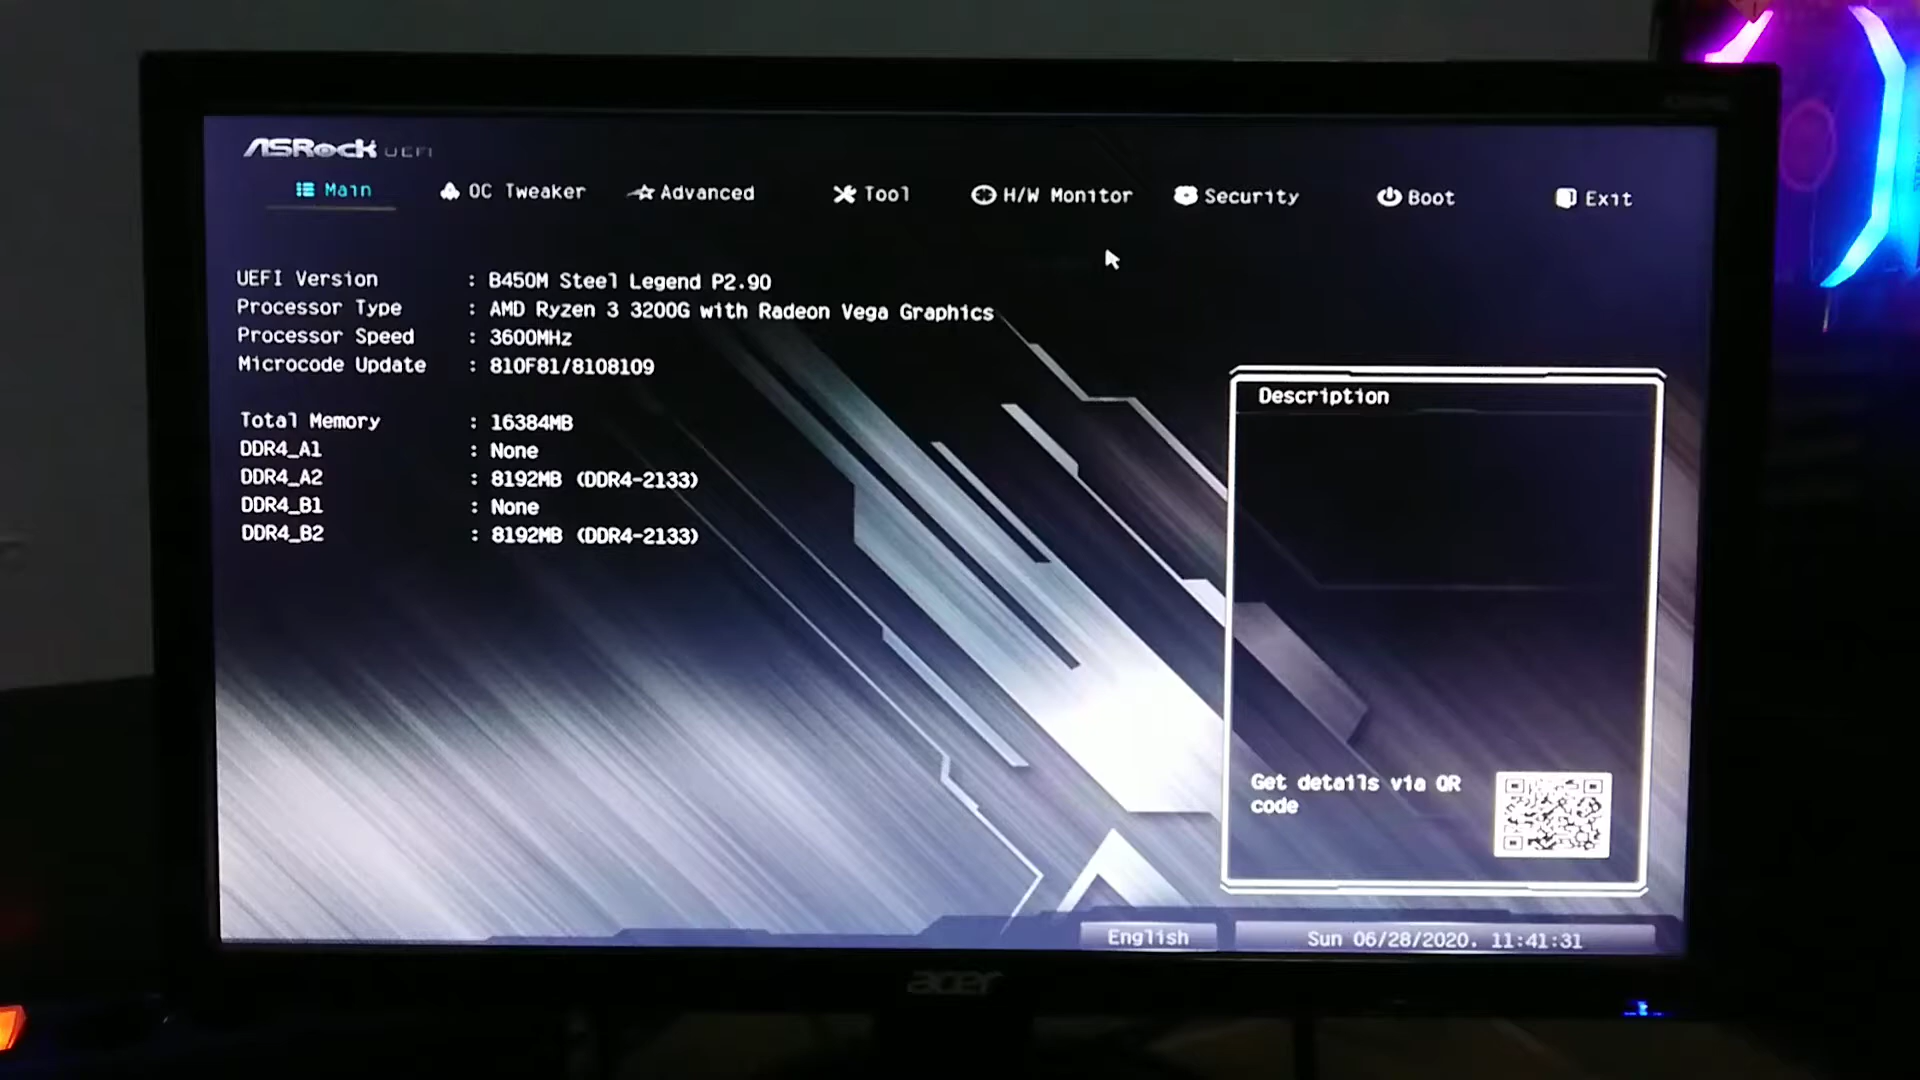 ASRock UEFI
Main OC Tweaker Advanced Tool H/W Monitor Security Boot Exit
UEFI Version : B450M Steel Legend P2.90
Processor Type : AMD Ryzen 3 3200G with Radeon Vega Graphics
Processor Speed : 3600MHz
Microcode Update : 810F81/8108109
Total Memory : 16384MB
DDR4_A1 : None
DDR4_A2 : 8192MB (DDR4-2133)
DDR4_B1 : None
DDR4_B2 : 8192MB (DDR4-2133)
Description
Get details via QR
code
English
Sun 06/28/2020. 11:41:31
acer